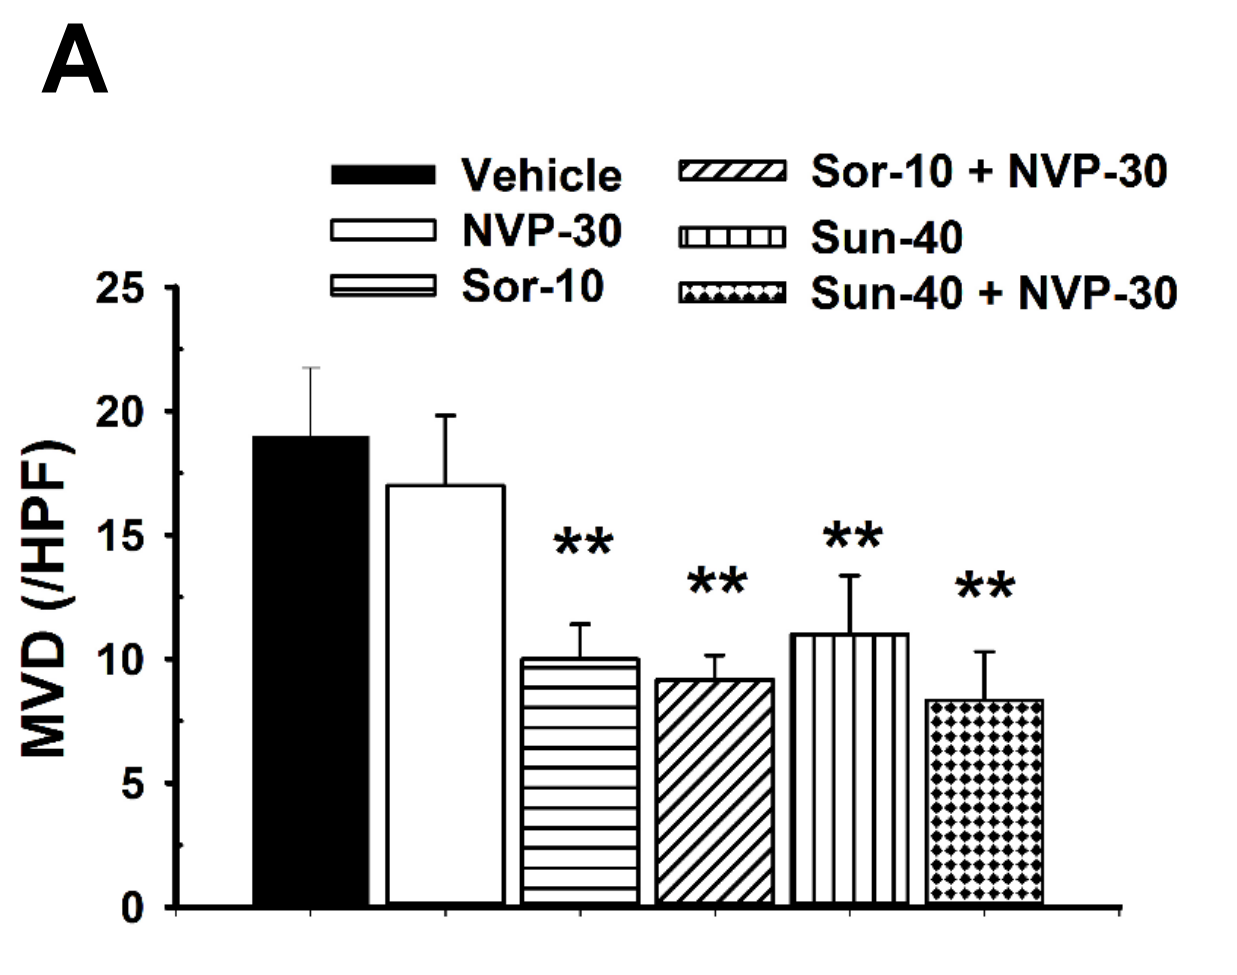 A
Vehicle
NVP-30
Sor-10
Sor-10 + NVP-30
Sun-40
Sun-40 + NVP-30
MVD (/HPF)
25
20
15
10
5
0
**
**
**
**